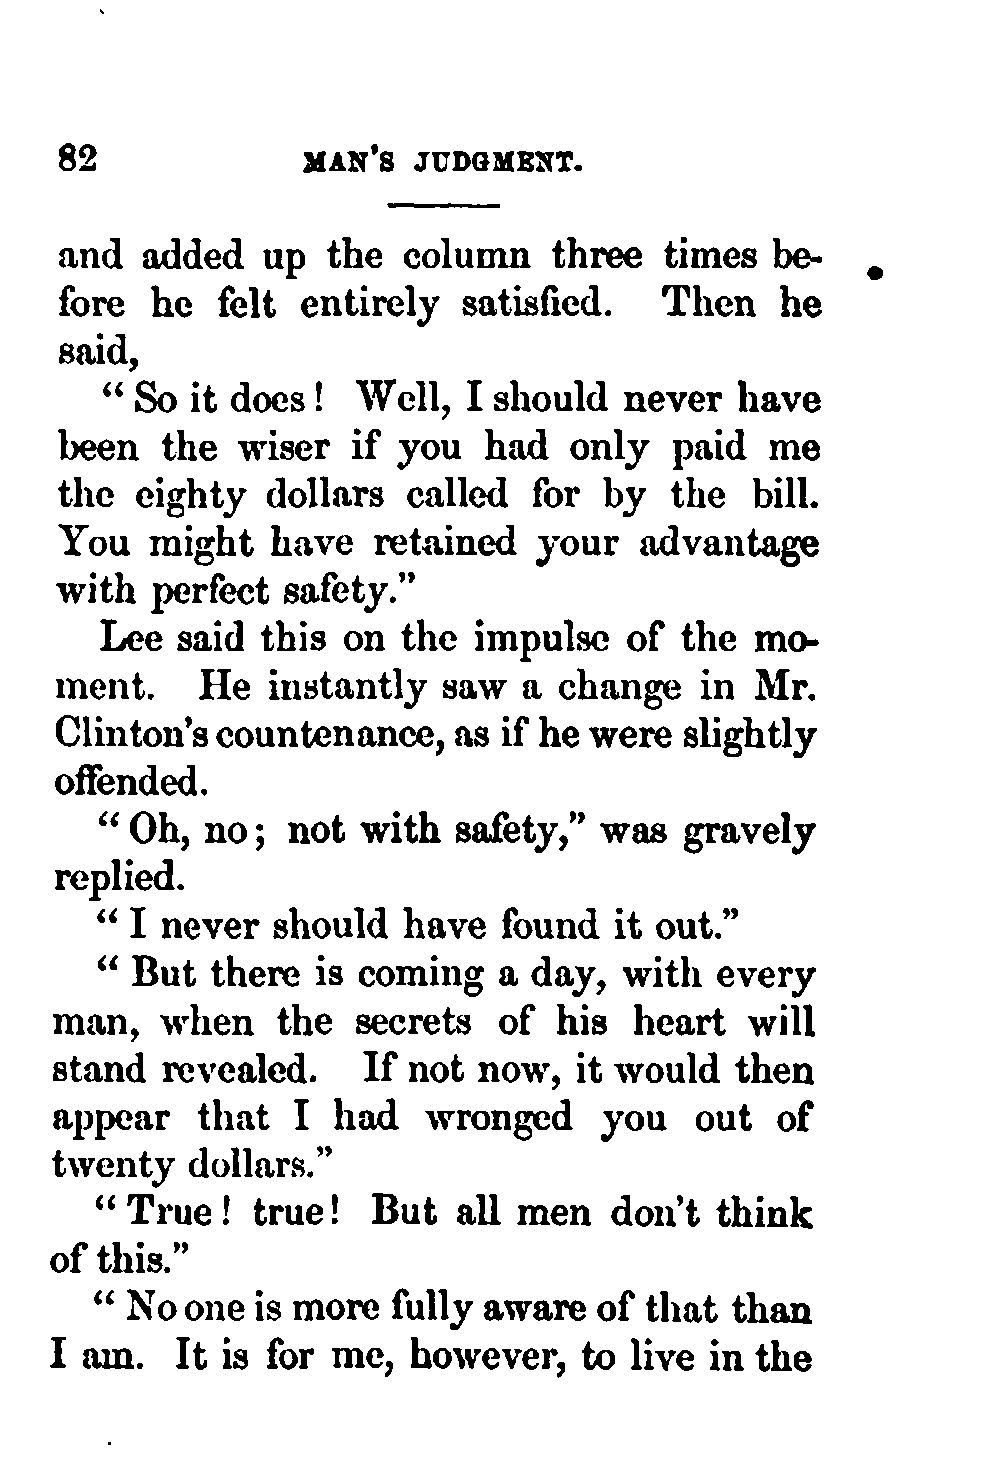 82 MAN'S JUDGMENT.
and added up the column three times be-
fore he felt entirely satisfied. Then he
said,
"So it does! Well, I should never have
been the wiser if you had only paid me
the eighty dollars called for by the bill.
You might have retained your advantage
with perfect safety."
Lee said this on the impulse of the mo-
ment. He instantly saw a change in Mr.
Clinton's countenance, as if he were slightly
offended.
"Oh, no; not with safety," was gravely
replied.
"I never should have found it out."
"But there is coming a day, with every
man, when the secrets of his heart will
stand revealed. If not now, it would then
appear that I had wronged you out of
twenty dollars."
"True! true! But all men don't think
of this."
"No one is more fully aware of that than
I am. It is for me, however, to live in the